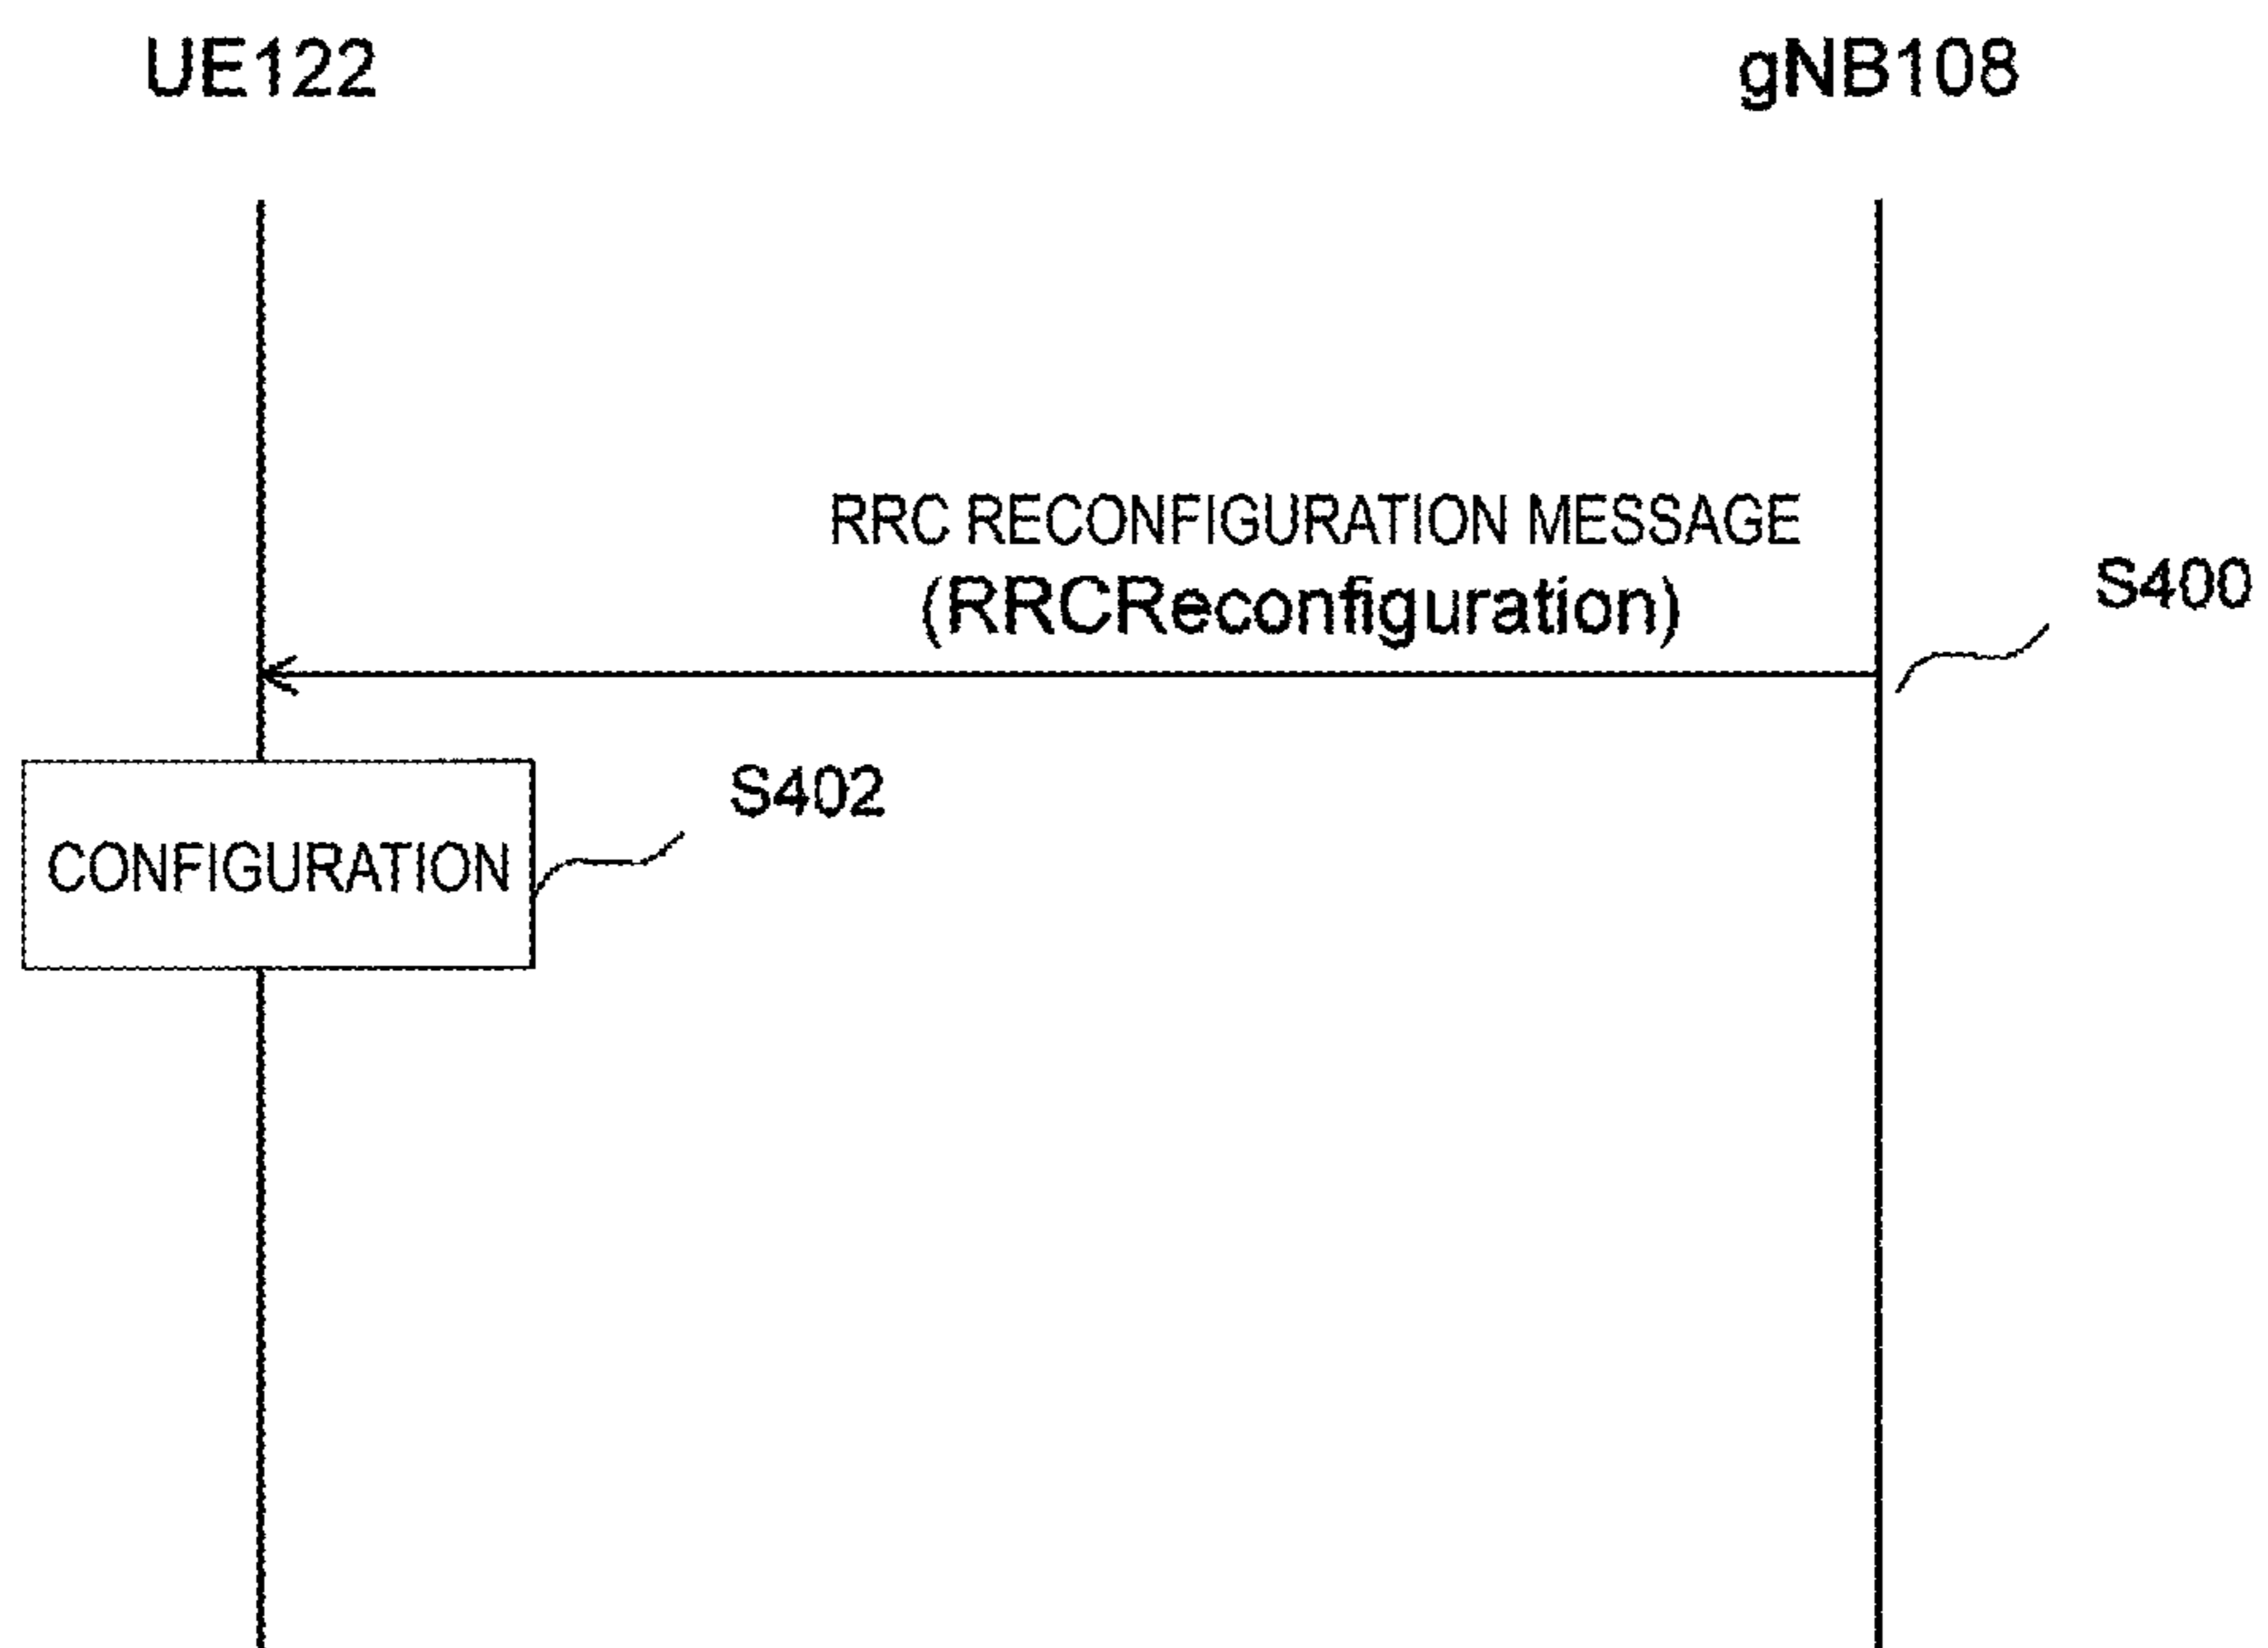 UE122
gNB108
RRC RECONFIGURATION MESSAGE
(RRCReconfiguration)
S400
S402
CONFIGURATION